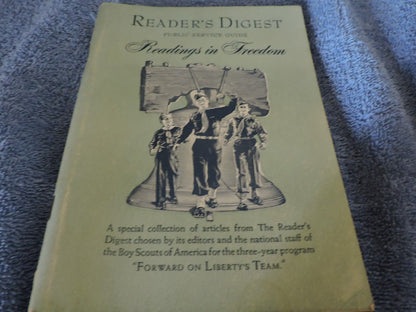 READER'S DIGEST
PUBLIC SERVICE GUIDE
Readings in Freedom
A special collection of articles from The Reader's
Digest chosen by its editors and the national staff of
the Boy Scouts of America for the three-year program
"FORWARD ON LIBERTY'S TEAM."